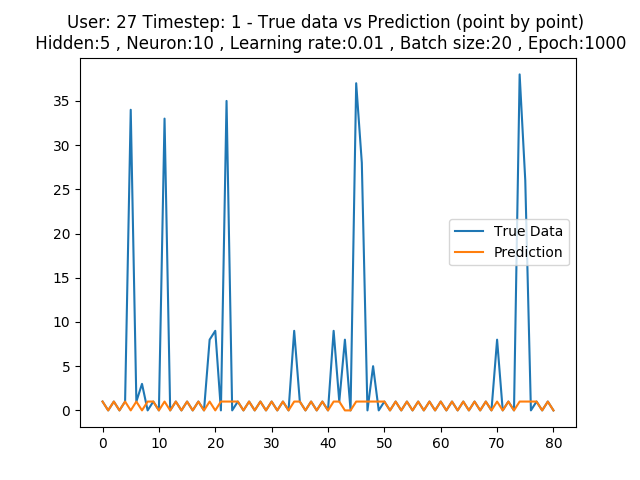 User: 27 Timestep: 1 - True data vs Prediction (point by point)
Hidden:5 , Neuron:10 , Learning rate:0.01 , Batch size:20 , Epoch:1000
35
30
25
20
15
10
5
0
True Data
Prediction
0 10 20 30 40 50 60 70 80